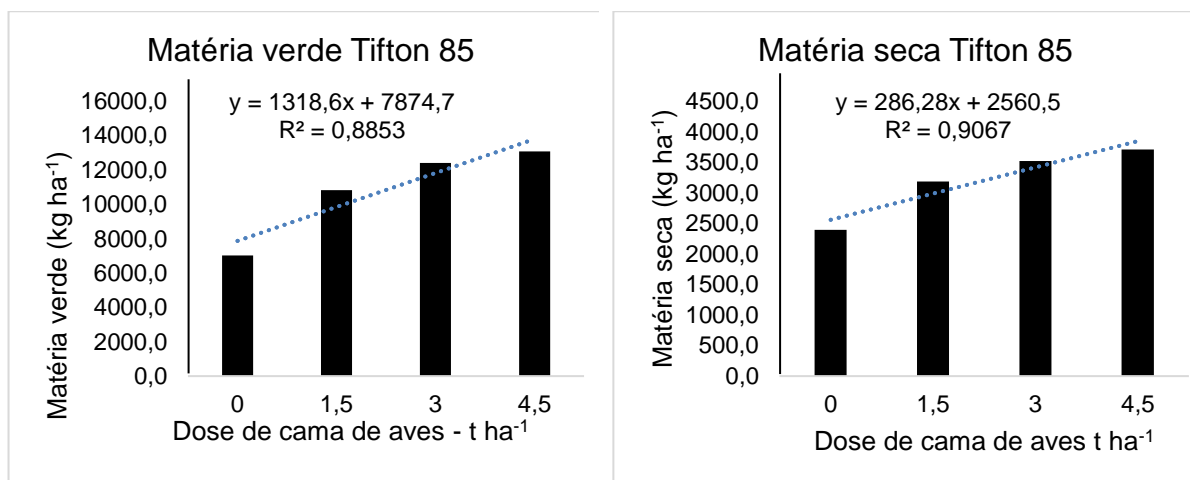 Matéria verde Tifton 85
y = 1318,6x + 7874,7
R² = 0,8853
Matéria verde (kg ha⁻¹)
16000,0
14000,0
12000,0
10000,0
8000,0
6000,0
4000,0
2000,0
0,0
0 1,5 3 4,5
Dose de cama de aves - t ha⁻¹
Matéria seca Tifton 85
y = 286,28x + 2560,5
R² = 0,9067
Matéria seca (kg ha⁻¹)
4500,0
4000,0
3500,0
3000,0
2500,0
2000,0
1500,0
1000,0
500,0
0,0
0 1,5 3 4,5
Dose de cama de aves t ha⁻¹